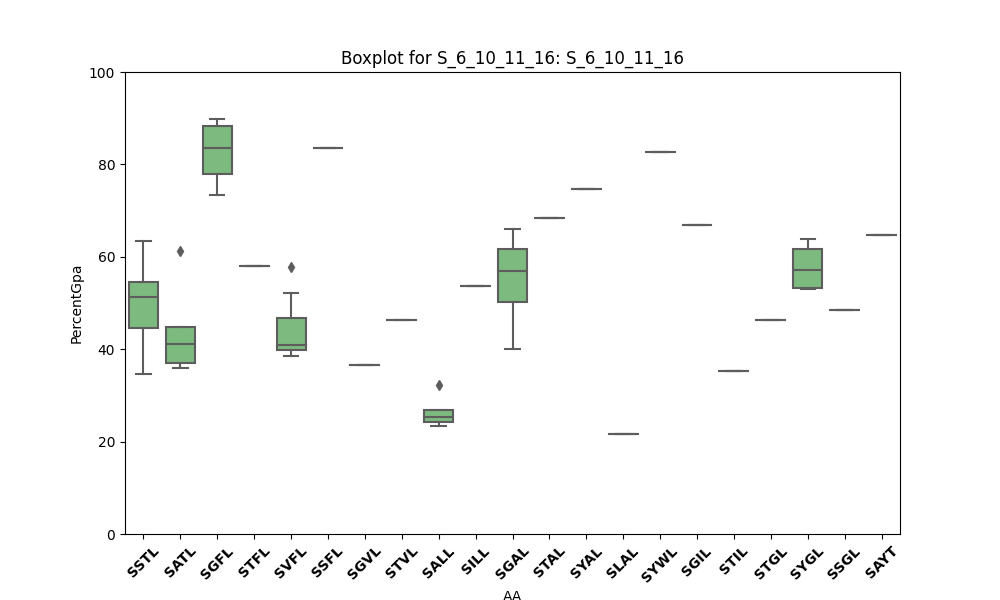 Boxplot for S_6_10_11_16: S_6_10_11_16
PercentGpa
100
80
60
40
20
0
SSTL
SATL
SGFL
STFL
SVFL
SSFL
SGVL
STVL
SALL
SILL
SGAL
STAL
SYAL
SLAL
SYWL
SGIL
STIL
STGL
SYGL
SSGL
SAYT
AA